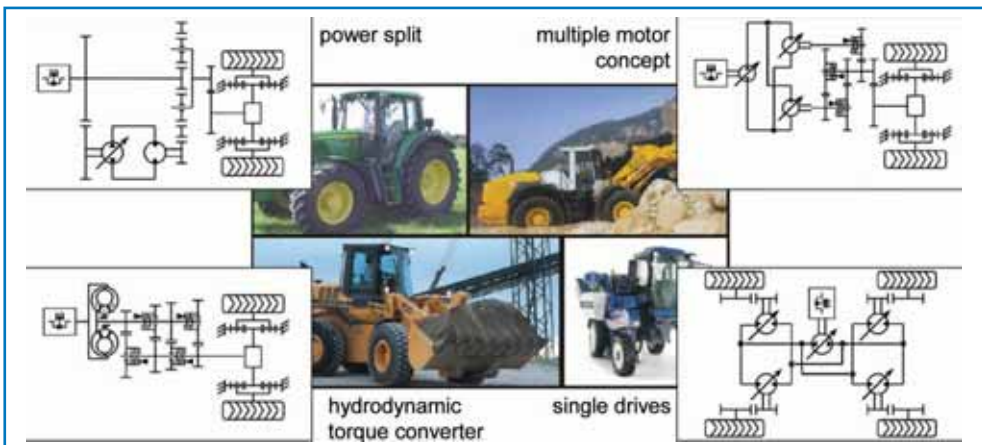 power split
multiple motor
concept
hydrodynamic
torque converter
single drives